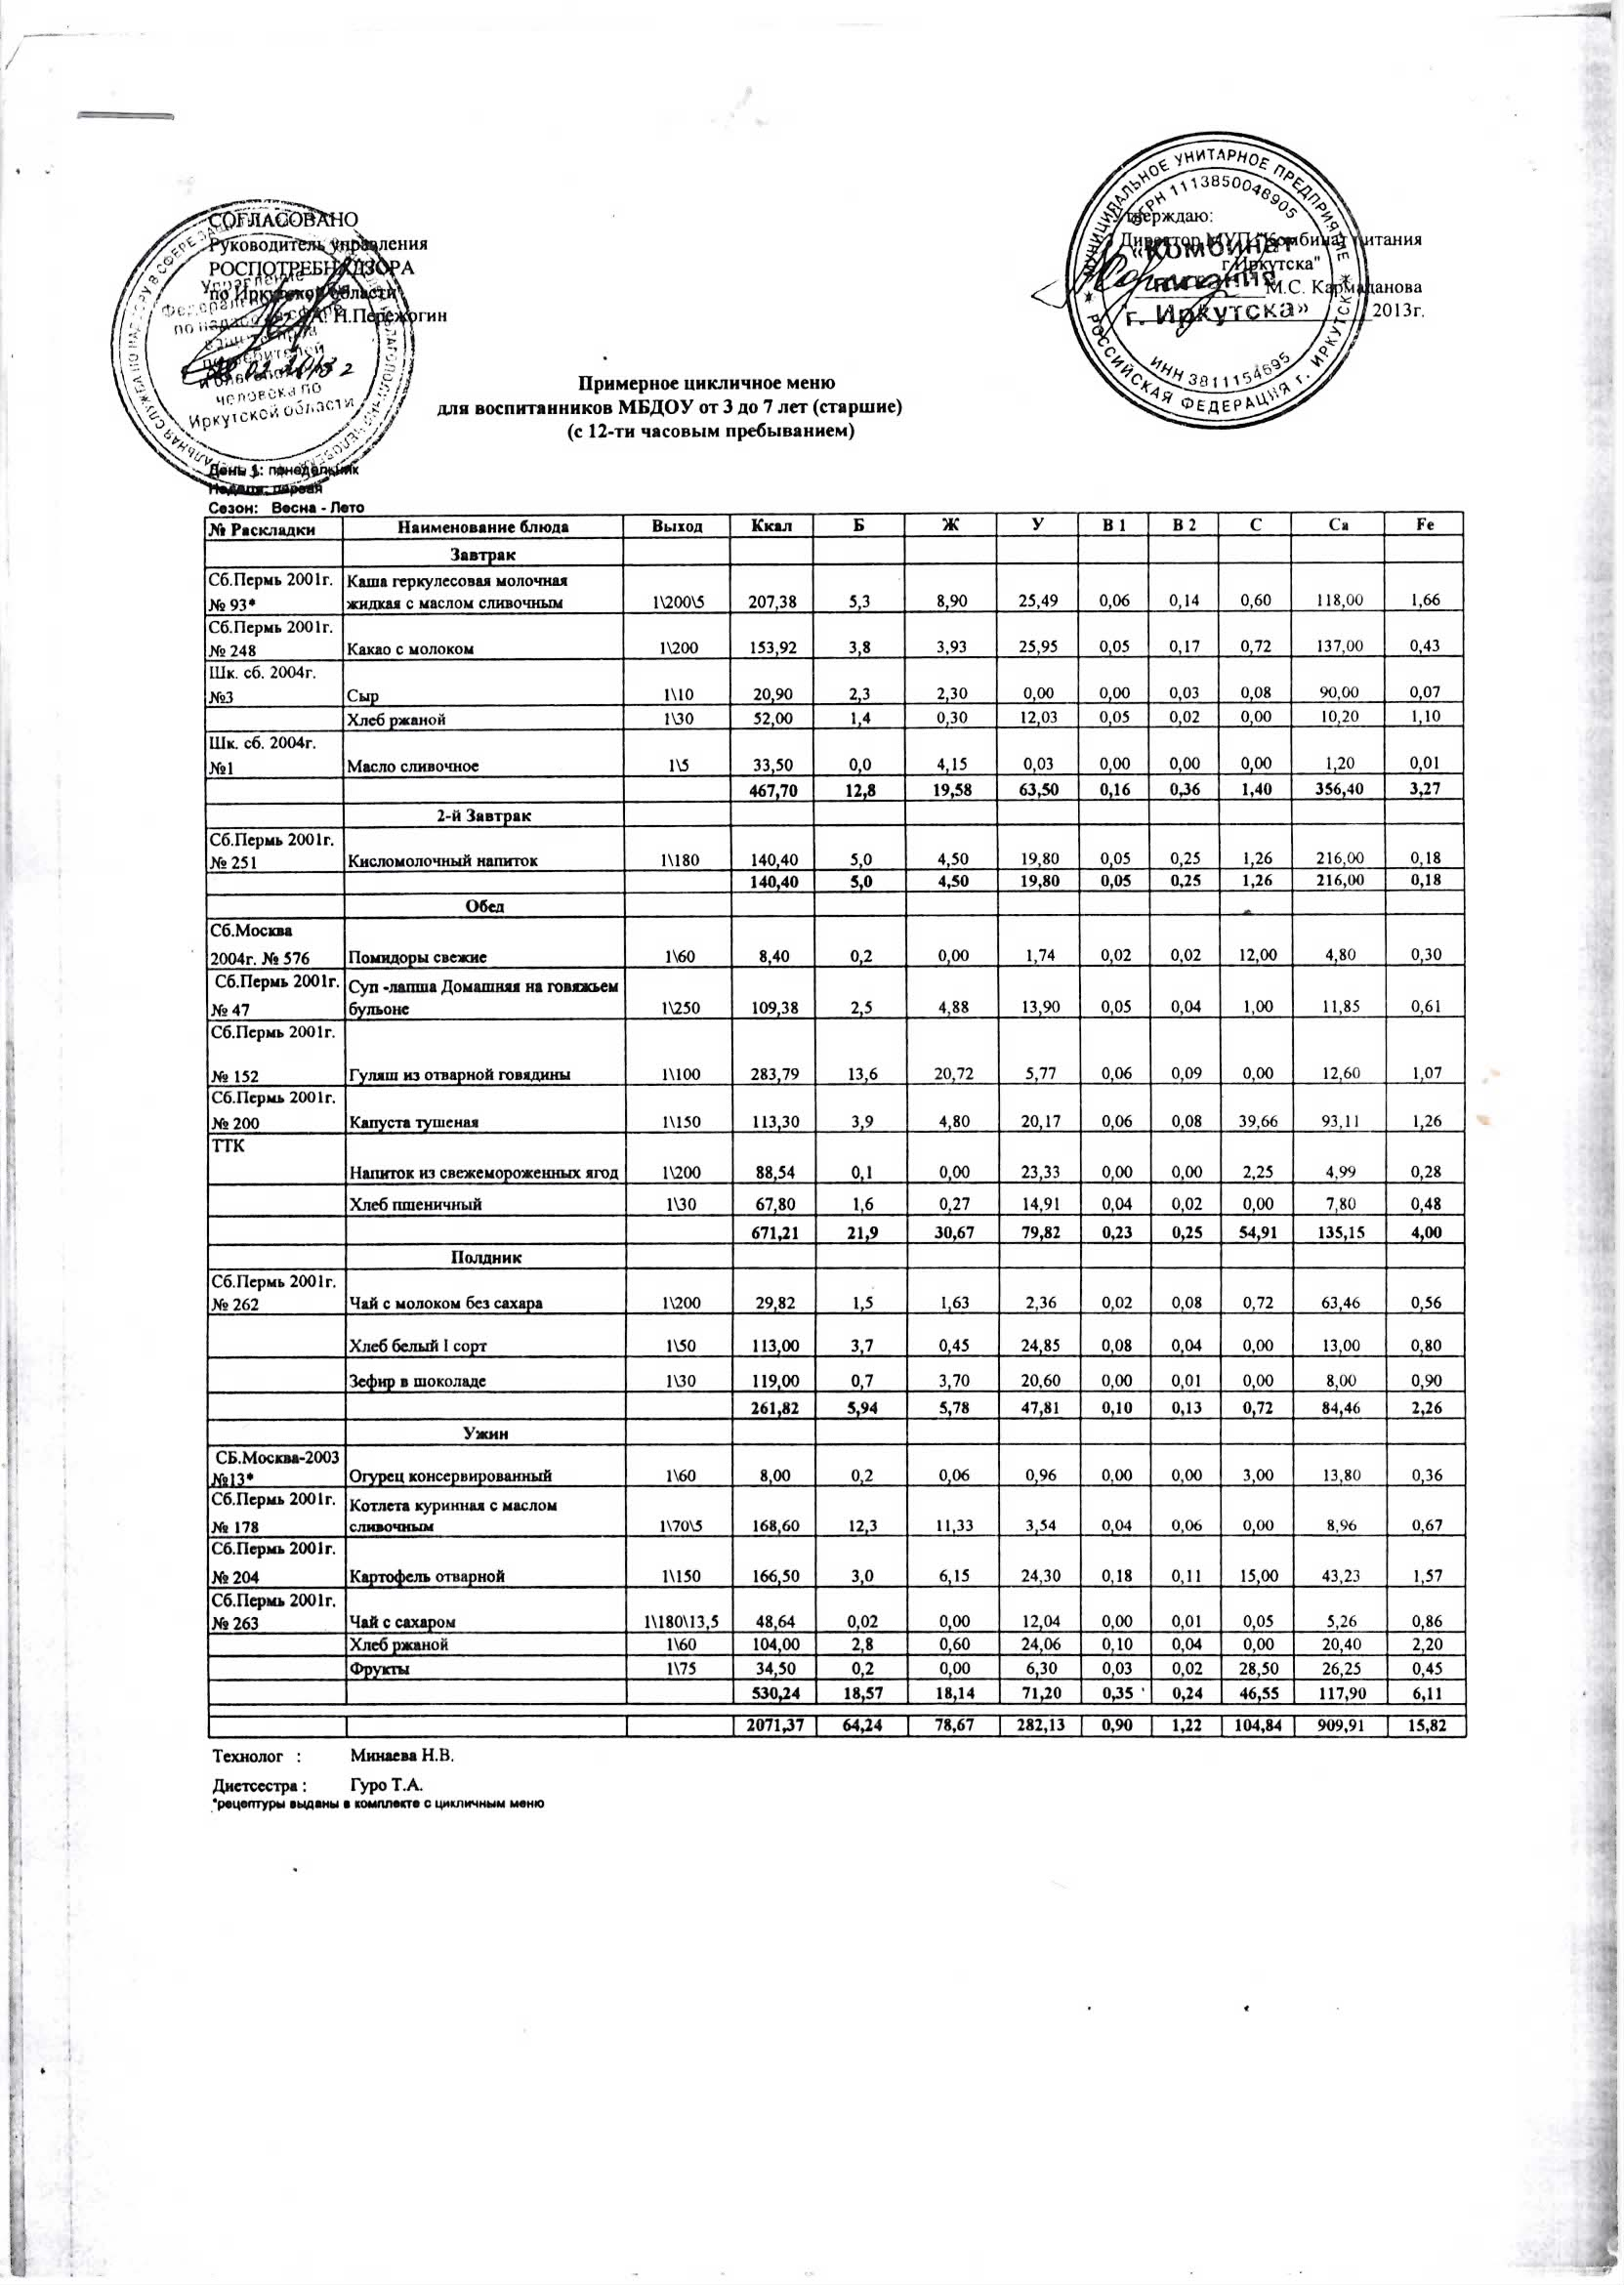 СОГЛАСОВАНО
Руководитель управления
РОСПОТРЕБНАДЗОРА
по Иркутской области
А. Н.Пережогин
Управление
по надзору в сфере
защиты прав
потребителей
и благополучия
человека по
Иркутской области
Утверждаю:
Директор МУП "Комбинат питания
г.Иркутска"
М.С. Кармаданова
2013г.
МУНИЦИПАЛЬНОЕ УНИТАРНОЕ ПРЕДПРИЯТИЕ
РОССИЙСКАЯ ФЕДЕРАЦИЯ г. ИРКУТСК
ОГРН 1113850046905
ИНН 3811154695
«Комбинат
питания
г. Иркутска»
Примерное цикличное меню
для воспитанников МБДОУ от 3 до 7 лет (старшие)
(с 12-ти часовым пребыванием)
День 1: понедельник
Неделя: первая
Сезон: Весна - Лето
№ Раскладки Наименование блюда Выход Ккал Б Ж У В 1 В 2 С Са Fe
Завтрак
Сб.Пермь 2001г. № 93* Каша геркулесовая молочная
жидкая с маслом сливочным 1\200\5 207,38 5,3 8,90 25,49 0,06 0,14 0,60 118,00 1,66
Сб.Пермь 2001г.
№ 248 Какао с молоком 1\200 153,92 3,8 3,93 25,95 0,05 0,17 0,72 137,00 0,43
Шк. сб. 2004г.
№3 Сыр 1\10 20,90 2,3 2,30 0,00 0,00 0,03 0,08 90,00 0,07
Хлеб ржаной 1\30 52,00 1,4 0,30 12,03 0,05 0,02 0,00 10,20 1,10
Шк. сб. 2004г.
№1 Масло сливочное 1\5 33,50 0,0 4,15 0,03 0,00 0,00 0,00 1,20 0,01
467,70 12,8 19,58 63,50 0,16 0,36 1,40 356,40 3,27
2-й Завтрак
Сб.Пермь 2001г.
№ 251 Кисломолочный напиток 1\180 140,40 5,0 4,50 19,80 0,05 0,25 1,26 216,00 0,18
140,40 5,0 4,50 19,80 0,05 0,25 1,26 216,00 0,18
Обед
Сб.Москва
2004г. № 576 Помидоры свежие 1\60 8,40 0,2 0,00 1,74 0,02 0,02 12,00 4,80 0,30
Сб.Пермь 2001г. Суп -лапша Домашняя на говяжьем
№ 47 бульоне 1\250 109,38 2,5 4,88 13,90 0,05 0,04 1,00 11,85 0,61
Сб.Пермь 2001г.
№ 152 Гуляш из отварной говядины 1\100 283,79 13,6 20,72 5,77 0,06 0,09 0,00 12,60 1,07
Сб.Пермь 2001г.
№ 200 Капуста тушеная 1\150 113,30 3,9 4,80 20,17 0,06 0,08 39,66 93,11 1,26
ТТК
Напиток из свежемороженных ягод 1\200 88,54 0,1 0,00 23,33 0,00 0,00 2,25 4,99 0,28
Хлеб пшеничный 1\30 67,80 1,6 0,27 14,91 0,04 0,02 0,00 7,80 0,48
671,21 21,9 30,67 79,82 0,23 0,25 54,91 135,15 4,00
Полдник
Сб.Пермь 2001г.
№ 262 Чай с молоком без сахара 1\200 29,82 1,5 1,63 2,36 0,02 0,08 0,72 63,46 0,56
Хлеб белый I сорт 1\50 113,00 3,7 0,45 24,85 0,08 0,04 0,00 13,00 0,80
Зефир в шоколаде 1\30 119,00 0,7 3,70 20,60 0,00 0,01 0,00 8,00 0,90
261,82 5,94 5,78 47,81 0,10 0,13 0,72 84,46 2,26
Ужин
СБ.Москва-2003
№13* Огурец консервированный 1\60 8,00 0,2 0,06 0,96 0,00 0,00 3,00 13,80 0,36
Сб.Пермь 2001г. Котлета куринная с маслом
№ 178 сливочным 1\70\5 168,60 12,3 11,33 3,54 0,04 0,06 0,00 8,96 0,67
Сб.Пермь 2001г.
№ 204 Картофель отварной 1\150 166,50 3,0 6,15 24,30 0,18 0,11 15,00 43,23 1,57
Сб.Пермь 2001г.
№ 263 Чай с сахаром 1\180\13,5 48,64 0,02 0,00 12,04 0,00 0,01 0,05 5,26 0,86
Хлеб ржаной 1\60 104,00 2,8 0,60 24,06 0,10 0,04 0,00 20,40 2,20
Фрукты 1\75 34,50 0,2 0,00 6,30 0,03 0,02 28,50 26,25 0,45
530,24 18,57 18,14 71,20 0,35 0,24 46,55 117,90 6,11
2071,37 64,24 78,67 282,13 0,90 1,22 104,84 909,91 15,82
Технолог : Минаева Н.В.
Диетсестра : Гуро Т.А.
*рецептуры выданы в комплекте с цикличным меню